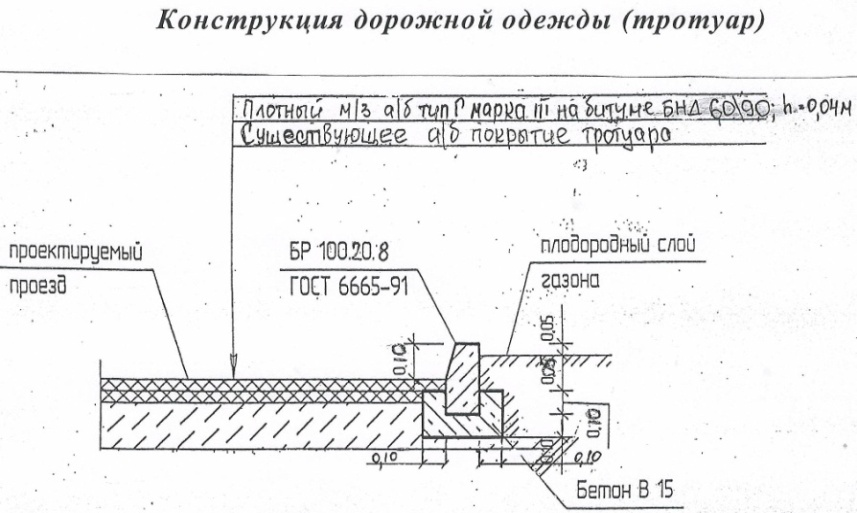 Конструкция дорожной одежды (тротуар)
Плотный м/з а/б тип Г марка III на битуме БНД 60/90; h=0,04м
Существующее а/б покрытие тротуара
проектируемый
проезд
БР 100.20.8
ГОСТ 6665-91
плодородный слой
газона
0,10
0.05
0,10
0,10
0,10
Бетон В 15